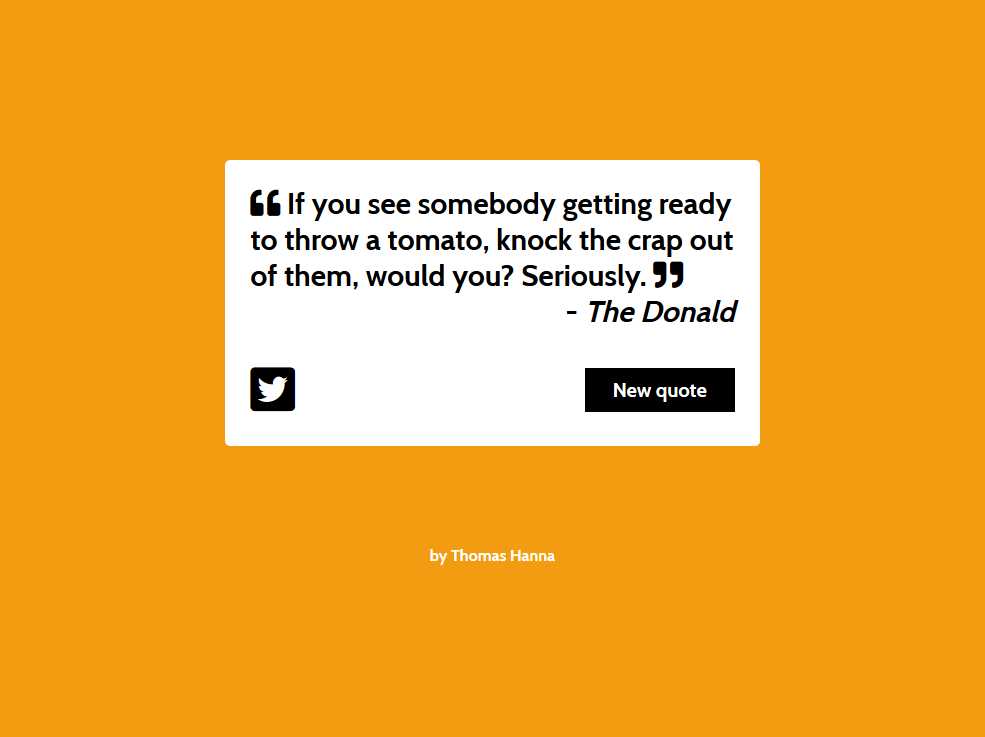 ❝ If you see somebody getting ready
to throw a tomato, knock the crap out
of them, would you? Seriously. ❞
- The Donald
New quote
by Thomas Hanna